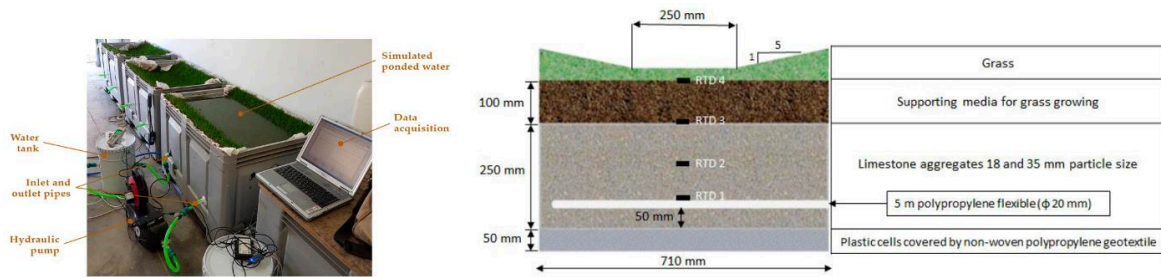 Simulated
ponded water
Data
acquisition
Water
tank
Inlet and
outlet pipes
Hydraulic
pump
250 mm
5
1
RTD 4
Grass
100 mm
Supporting media for grass growing
RTD 3
250 mm
RTD 2
Limestone aggregates 18 and 35 mm particle size
RTD 1
5 m polypropylene flexible (ϕ 20 mm)
50 mm
50 mm
Plastic cells covered by non-woven polypropylene geotextile
710 mm